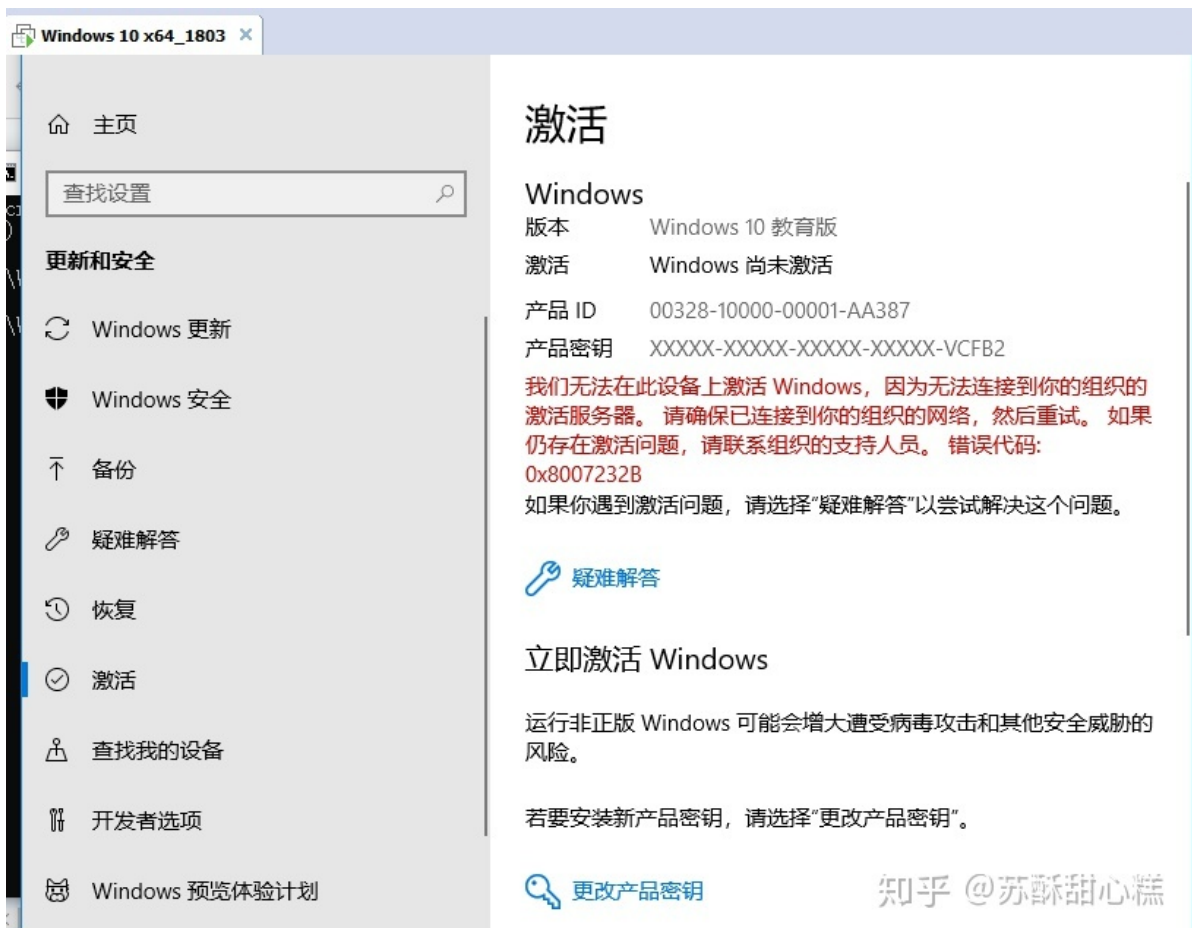 Windows 10 x64_1803
主页
查找设置
更新和安全
Windows 更新
Windows 安全
备份
疑难解答
恢复
激活
查找我的设备
开发者选项
Windows 预览体验计划
激活
Windows
版本 Windows 10 教育版
激活 Windows 尚未激活
产品 ID 00328-10000-00001-AA387
产品密钥 XXXXX-XXXXX-XXXXX-XXXXX-VCFB2
我们无法在此设备上激活 Windows，因为无法连接到你的组织的
激活服务器。 请确保已连接到你的组织的网络，然后重试。 如果
仍存在激活问题，请联系组织的支持人员。 错误代码:
0x8007232B
如果你遇到激活问题，请选择“疑难解答”以尝试解决这个问题。
疑难解答
立即激活 Windows
运行非正版 Windows 可能会增大遭受病毒攻击和其他安全威胁的
风险。
若要安装新产品密钥，请选择“更改产品密钥”。
更改产品密钥
知乎 @苏酥甜心糕